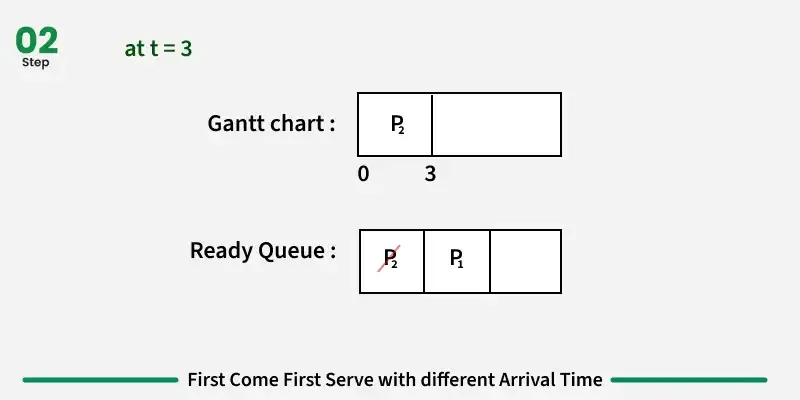 02
Step
at t = 3
Gantt chart :
P₂
0 3
Ready Queue :
P₂ P₁
First Come First Serve with different Arrival Time